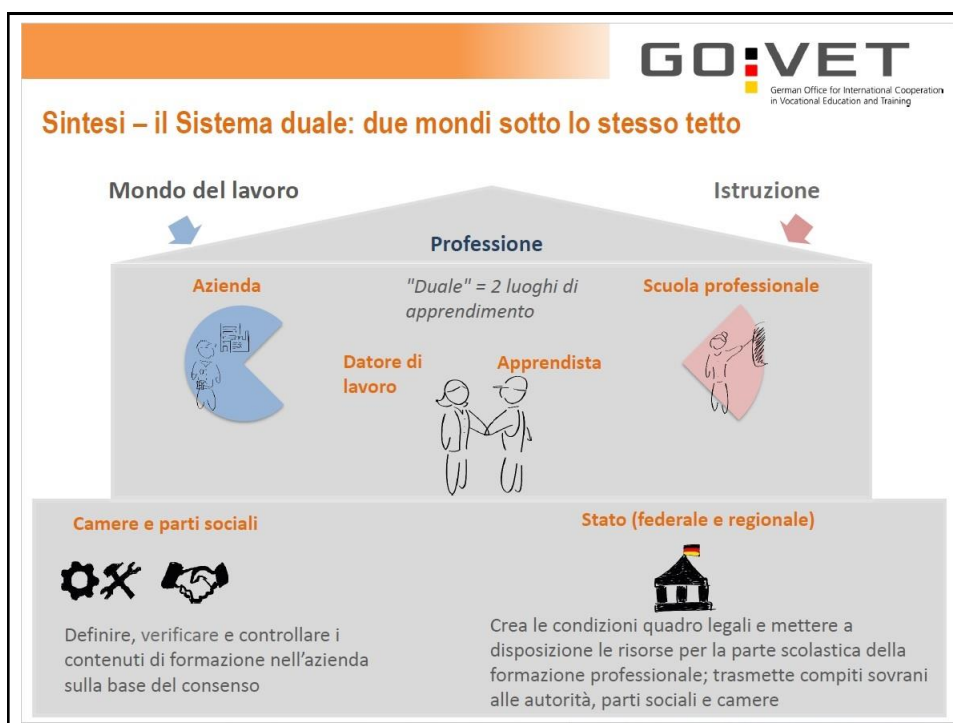 GO:VET
German Office for International Cooperation
in Vocational Education and Training
Sintesi – il Sistema duale: due mondi sotto lo stesso tetto
Mondo del lavoro
Istruzione
Professione
Azienda
"Duale" = 2 luoghi di
apprendimento
Scuola professionale
Datore di
lavoro
Apprendista
Camere e parti sociali
Definire, verificare e controllare i
contenuti di formazione nell'azienda
sulla base del consenso
Stato (federale e regionale)
Crea le condizioni quadro legali e mettere a
disposizione le risorse per la parte scolastica della
formazione professionale; trasmette compiti sovrani
alle autorità, parti sociali e camere